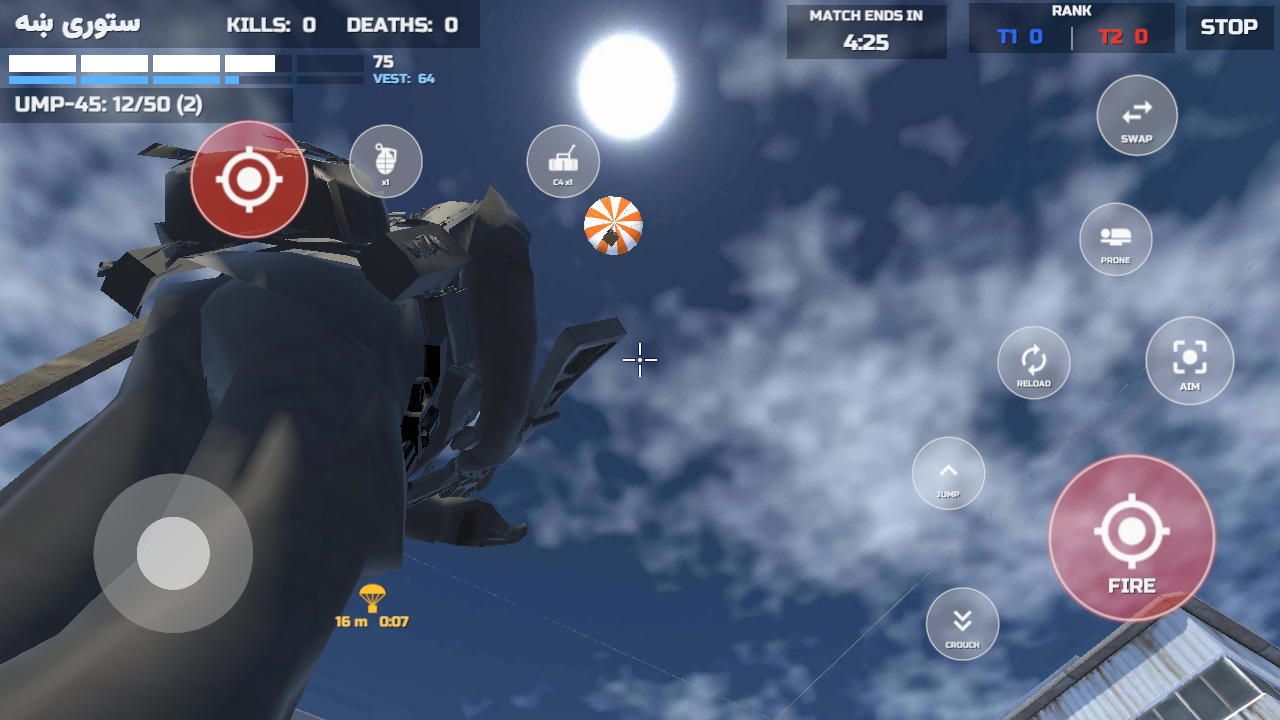 ستوری ښه KILLS: 0 DEATHS: 0
MATCH ENDS IN
4:25
RANK
T1 0 | T2 0
STOP
75
VEST: 64
UMP-45: 12/50 (2)
x1
C4 x1
SWAP
PRONE
RELOAD
AIM
JUMP
FIRE
16 m 0:07
CROUCH